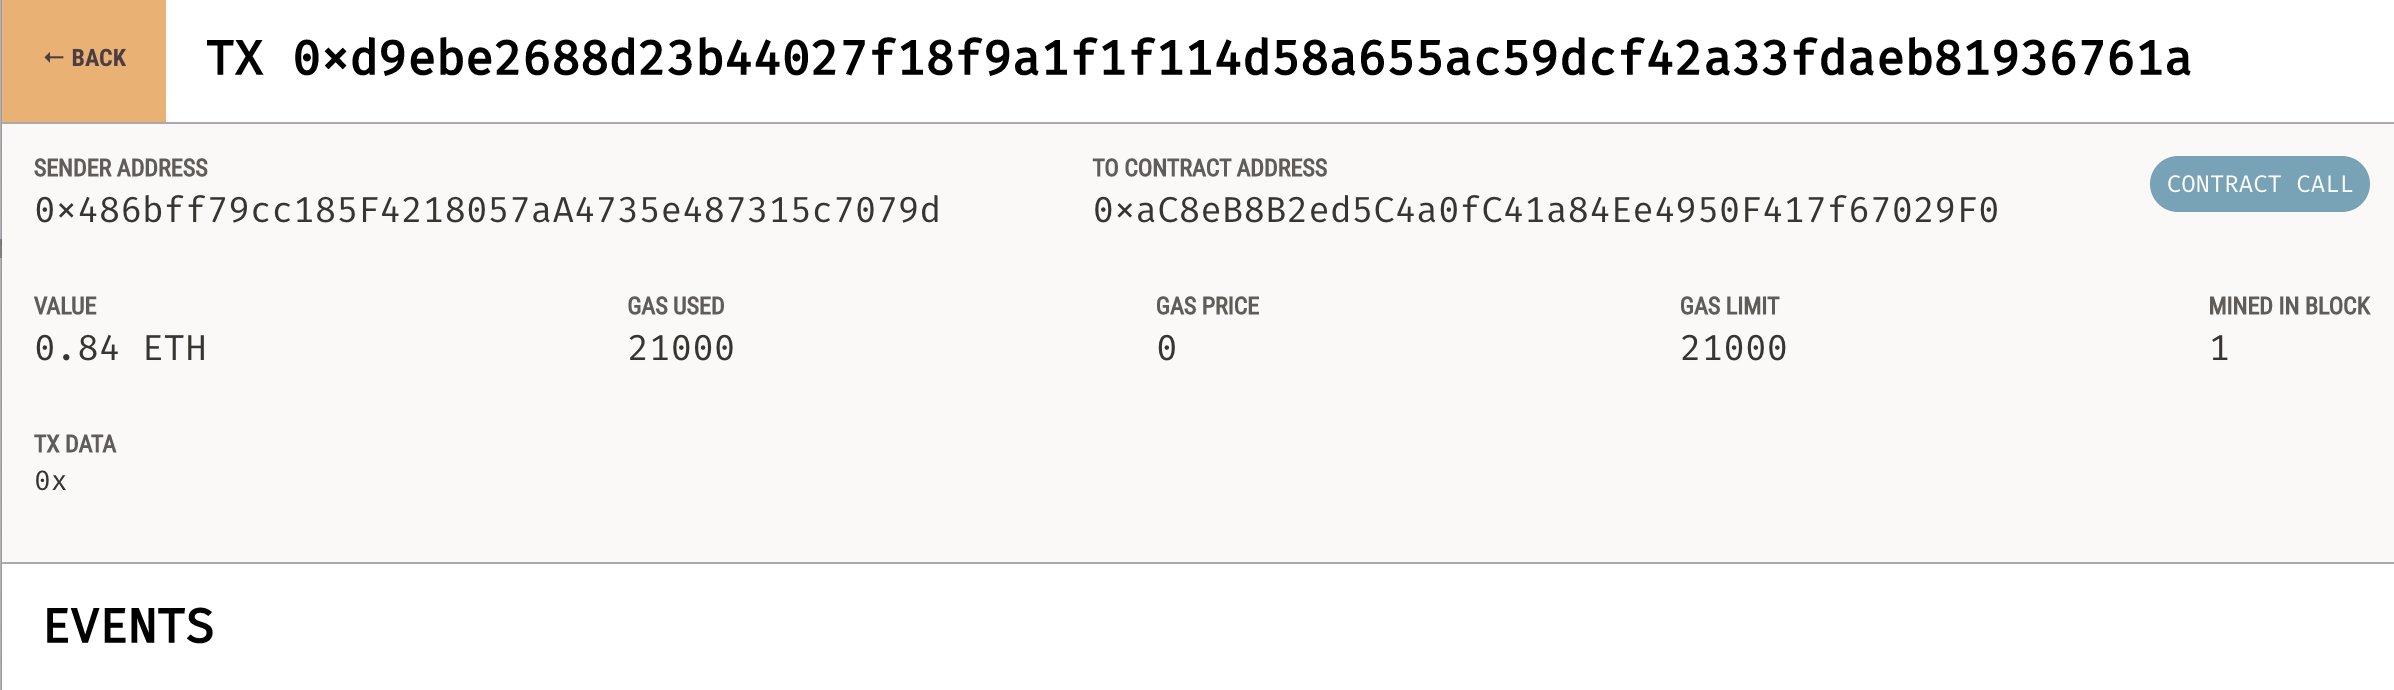 ← BACK
TX 0×d9ebe2688d23b44027f18f9a1f1f114d58a655ac59dcf42a33fdaeb81936761a
SENDER ADDRESS
0×486bff79cc185F4218057aA4735e487315c7079d
TO CONTRACT ADDRESS
0×aC8eB8B2ed5C4a0fC41a84Ee4950F417f67029F0
CONTRACT CALL
VALUE
0.84 ETH
GAS USED
21000
GAS PRICE
0
GAS LIMIT
21000
MINED IN BLOCK
1
TX DATA
0x
EVENTS